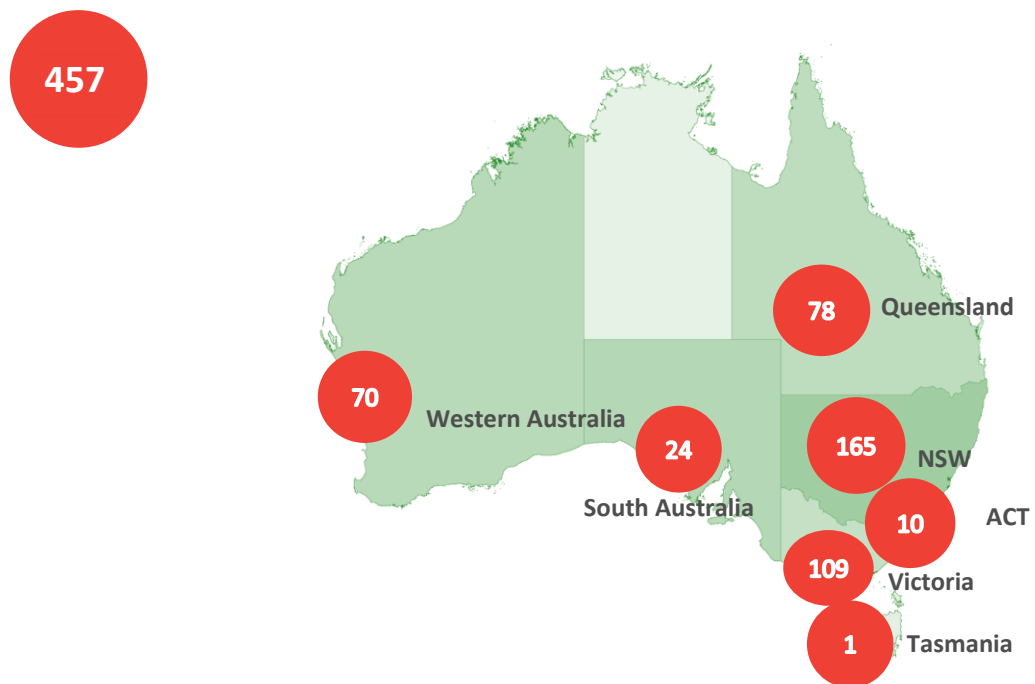 457
78
Queensland
70
Western Australia
24
165
NSW
South Australia
10
ACT
109
Victoria
1
Tasmania